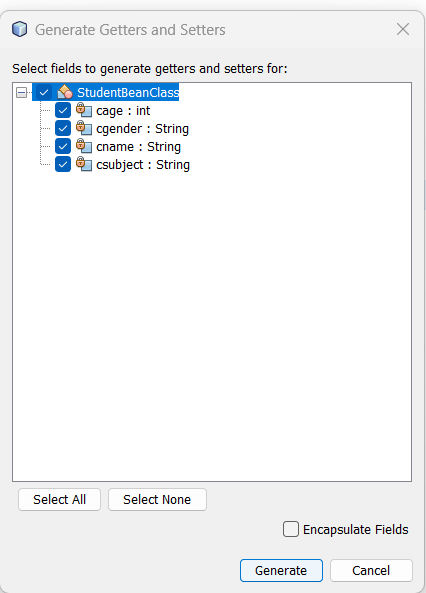 Generate Getters and Setters
Select fields to generate getters and setters for:
StudentBeanClass
cage : int
cgender : String
cname : String
csubject : String
Select All Select None
Encapsulate Fields
Generate Cancel